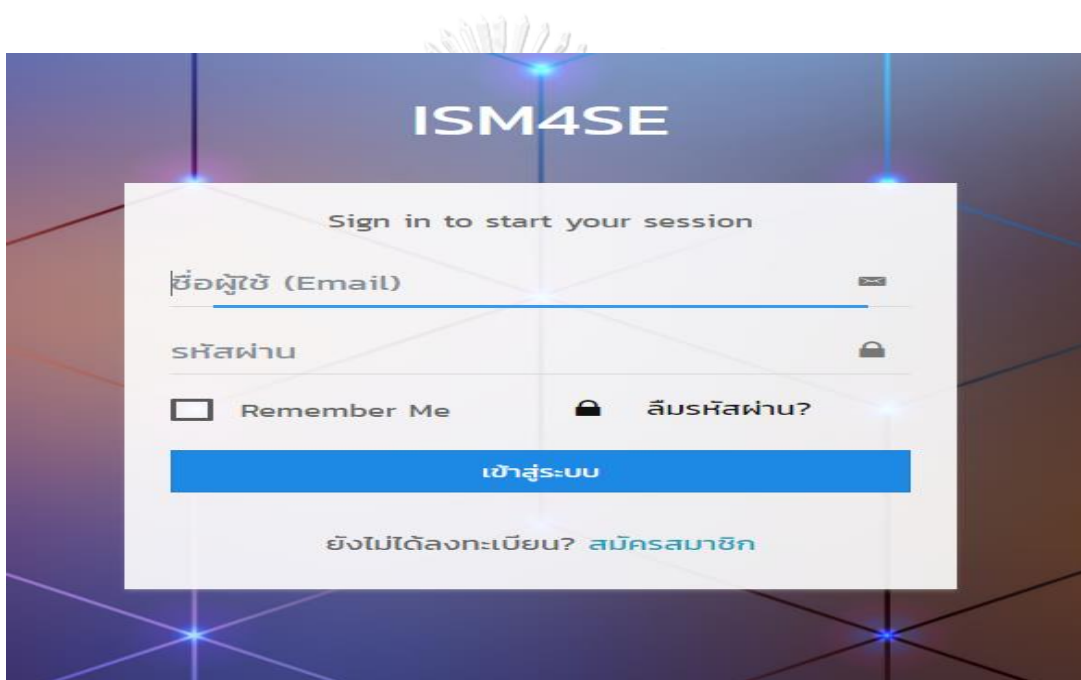 ISM4SE
Sign in to start your session
ชื่อผู้ใช้ (Email)
รหัสผ่าน
Remember Me ลืมรหัสผ่าน?
เข้าสู่ระบบ
ยังไม่ได้ลงทะเบียน? สมัครสมาชิก